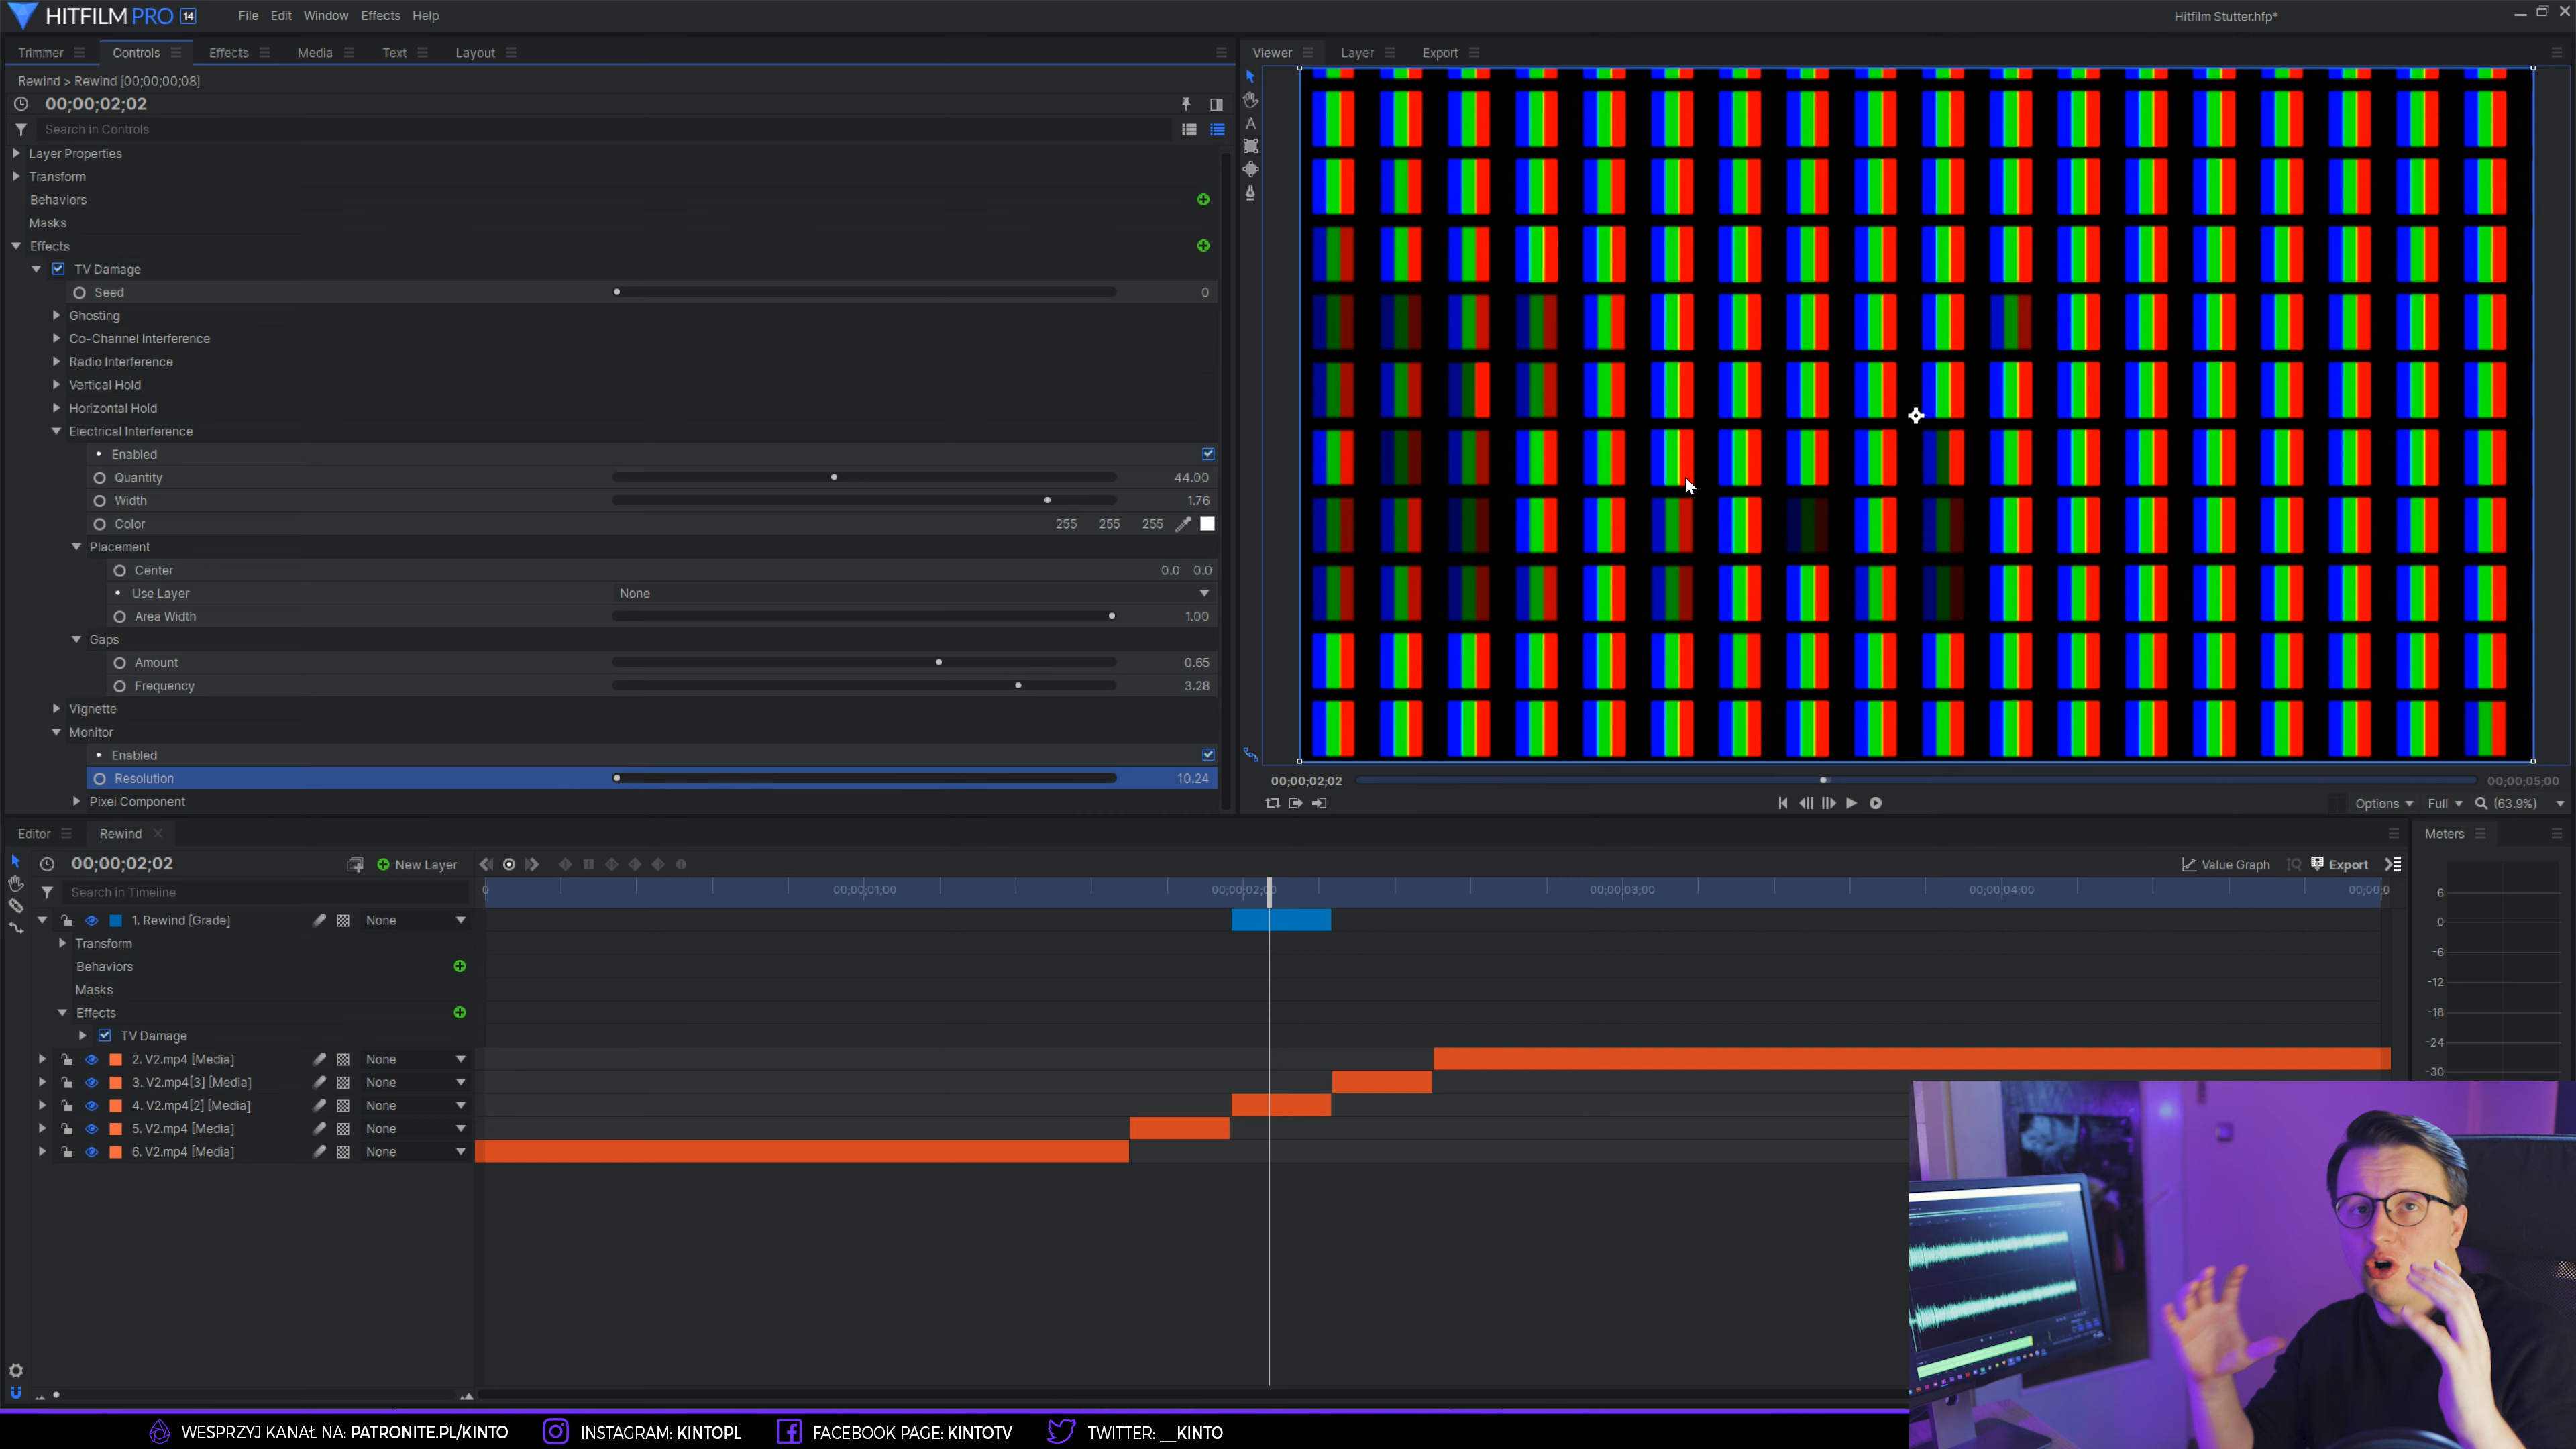 HITFILM PRO 14 File Edit Window Effects Help
Hitfilm Stutter.hfp*
Trimmer Controls Effects Media Text Layout
Rewind > Rewind [00;00;00;08]
00;00;02;02
Search in Controls
Layer Properties
Transform
Behaviors
Masks
Effects
TV Damage
Seed 0
Ghosting
Co-Channel Interference
Radio Interference
Vertical Hold
Horizontal Hold
Electrical Interference
Enabled
Quantity 44.00
Width 1.76
Color 255 255 255
Placement
Center 0.0 0.0
Use Layer None
Area Width 1.00
Gaps
Amount 0.65
Frequency 3.28
Vignette
Monitor
Enabled
Resolution 10.24
Pixel Component
Viewer Layer Export
A
00;00;02;02 00;00;05;00
Options Full (63.9%)
Editor Rewind
00;00;02;02 New Layer Value Graph Export
Search in Timeline
0 00;00;01;00 00;00;02;0 00;00;03;00 00;00;04;00 00;00;0
1. Rewind [Grade] None
Transform
Behaviors
Masks
Effects
TV Damage
2. V2.mp4 [Media] None
3. V2.mp4[3] [Media] None
4. V2.mp4[2] [Media] None
5. V2.mp4 [Media] None
6. V2.mp4 [Media] None
Meters
6
0
-6
-12
-18
-24
-30
WESPRZYJ KANAŁ NA: PATRONITE.PL/KINTO INSTAGRAM: KINTOPL FACEBOOK PAGE: KINTOTV TWITTER: __KINTO